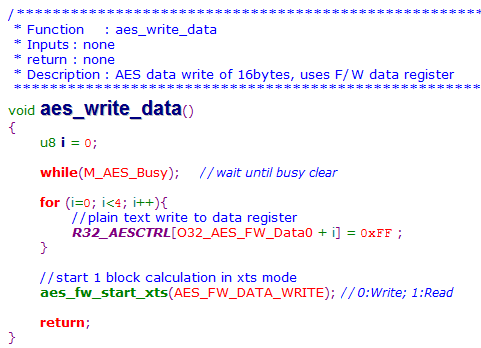 /*****************************************************
* Function : aes_write_data
* Inputs : none
* return : none
* Description : AES data write of 16bytes, uses F/W data register
*****************************************************
void aes_write_data()
{
u8 i = 0;
while(M_AES_Busy); //wait until busy clear
for (i=0; i<4; i++){
//plain text write to data register
R32_AESCTRL[O32_AES_FW_Data0 + i] = 0xFF ;
}
//start 1 block calculation in xts mode
aes_fw_start_xts(AES_FW_DATA_WRITE); //0:Write; 1:Read
return;
}